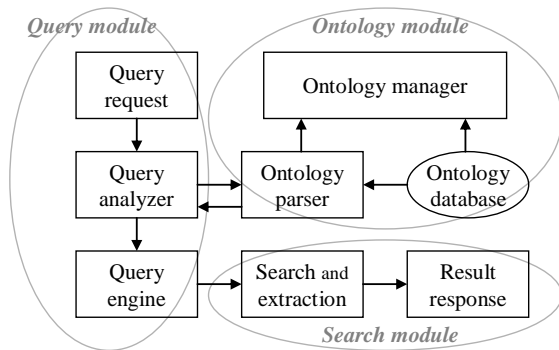 Query module
Ontology module
Query
request
Ontology manager
Query
analyzer
Ontology
parser
Ontology
database
Query
engine
Search and
extraction
Result
response
Search module